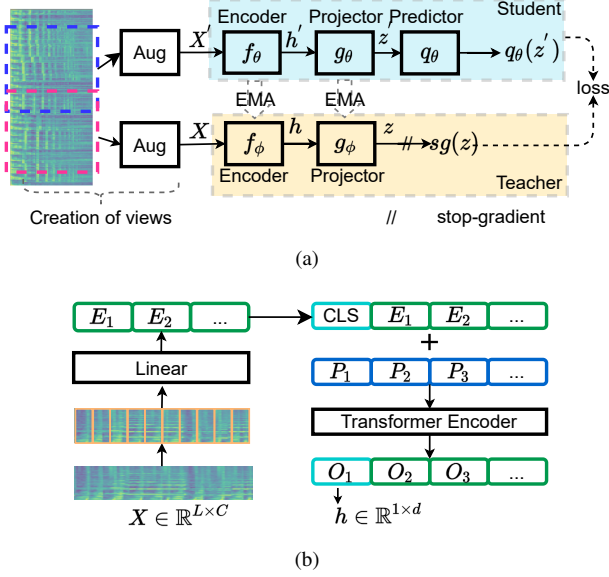 Student
Encoder Projector Predictor
Aug X' f_θ h' g_θ z' q_θ q_θ(z')
EMA EMA
loss
Aug X f_ϕ h g_ϕ z // sg(z)
Encoder Projector
Teacher
Creation of views // stop-gradient
(a)
E_1 E_2 ... CLS E_1 E_2 ...
+
Linear P_1 P_2 P_3 ...
Transformer Encoder
O_1 O_2 O_3 ...
X ∈ ℝ^{L×C} h ∈ ℝ^{1×d}
(b)